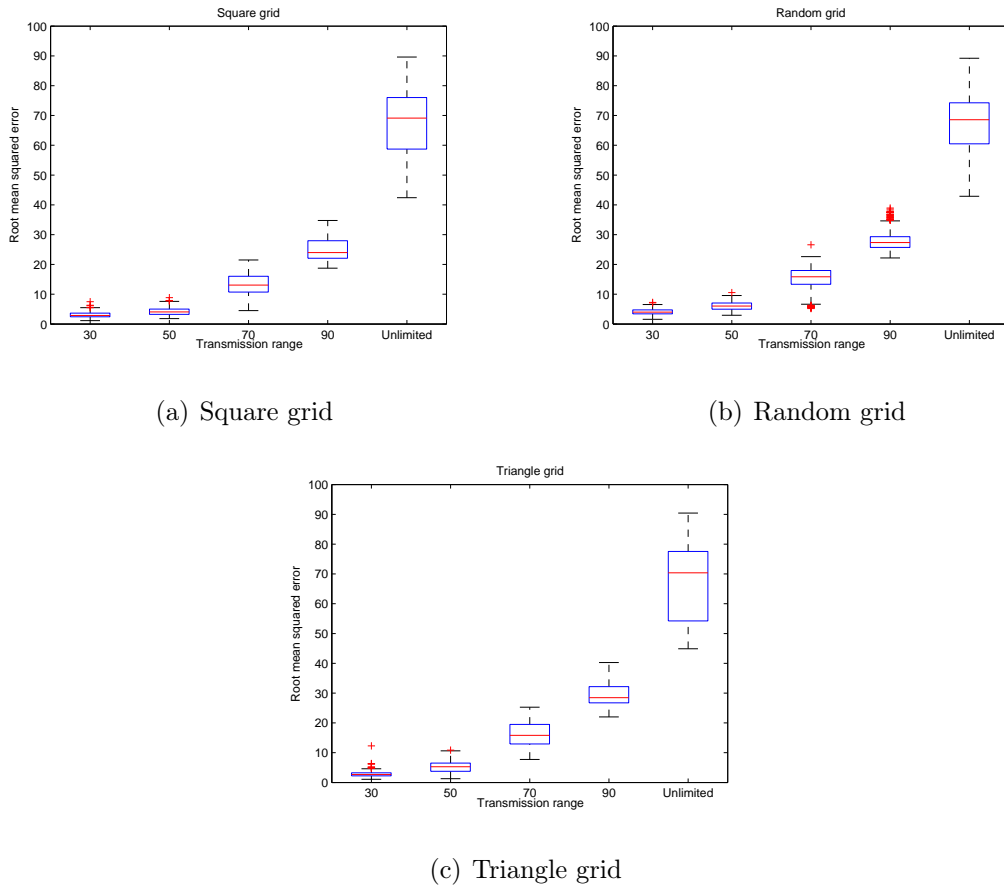 Square grid
100
90
80
70
60
50
40
30
20
10
0
Root mean squared error
30 50 70 90 Unlimited
Transmission range
(a) Square grid
Random grid
100
90
80
70
60
50
40
30
20
10
0
Root mean squared error
30 50 70 90 Unlimited
Transmission range
(b) Random grid
Triangle grid
100
90
80
70
60
50
40
30
20
10
0
Root mean squared error
30 50 70 90 Unlimited
Transmission range
(c) Triangle grid